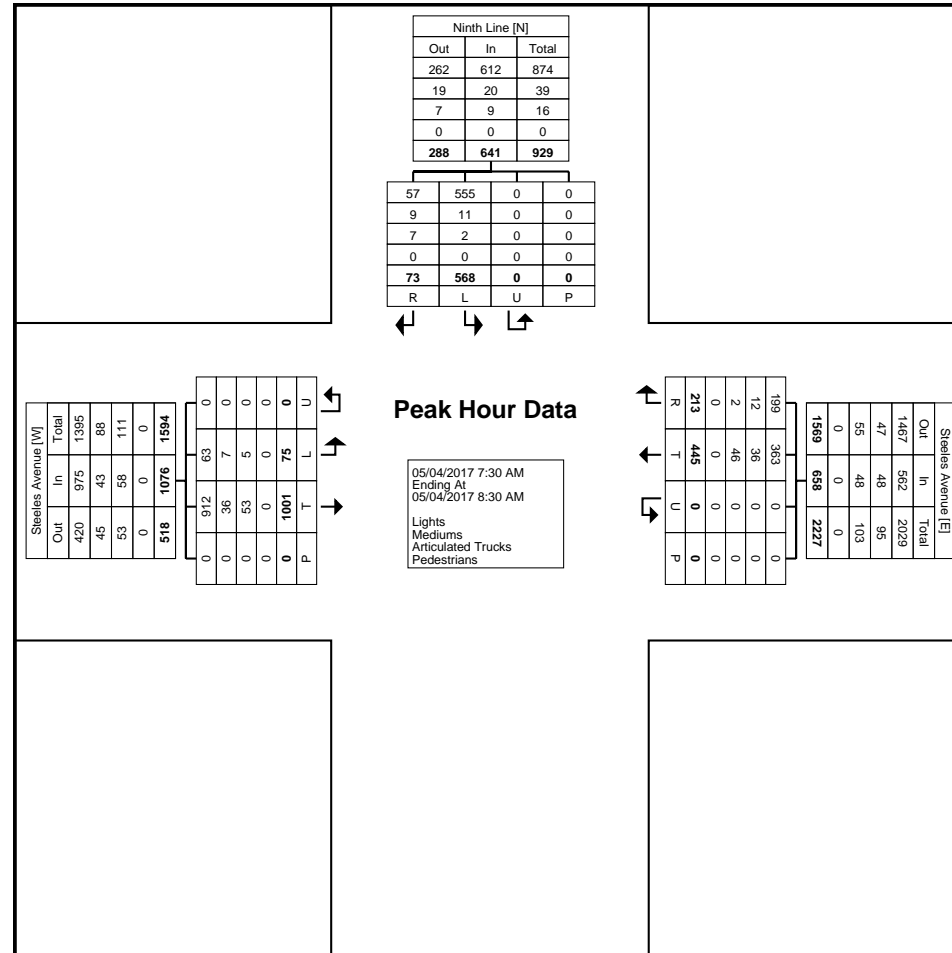 Ninth Line [N]
Out In Total
262 612 874
19 20 39
7 9 16
0 0 0
288 641 929
57 555 0 0
9 11 0 0
7 2 0 0
0 0 0 0
73 568 0 0
R L U P
Steeles Avenue [W]
Total In Out
1395 975 420
88 43 45
111 58 53
0 0 0
1594 1076 518
0 63 912 0
0 7 36 0
0 5 53 0
0 0 0 0
0 75 1001 0
U L T P
Peak Hour Data
05/04/2017 7:30 AM
Ending At
05/04/2017 8:30 AM
Lights
Mediums
Articulated Trucks
Pedestrians
R T U P
213 445 0 0
0 0 0 0
2 46 0 0
12 36 0 0
199 363 0 0
Steeles Avenue [E]
Out In Total
1467 562 2029
47 48 95
55 48 103
0 0 0
1569 658 2227